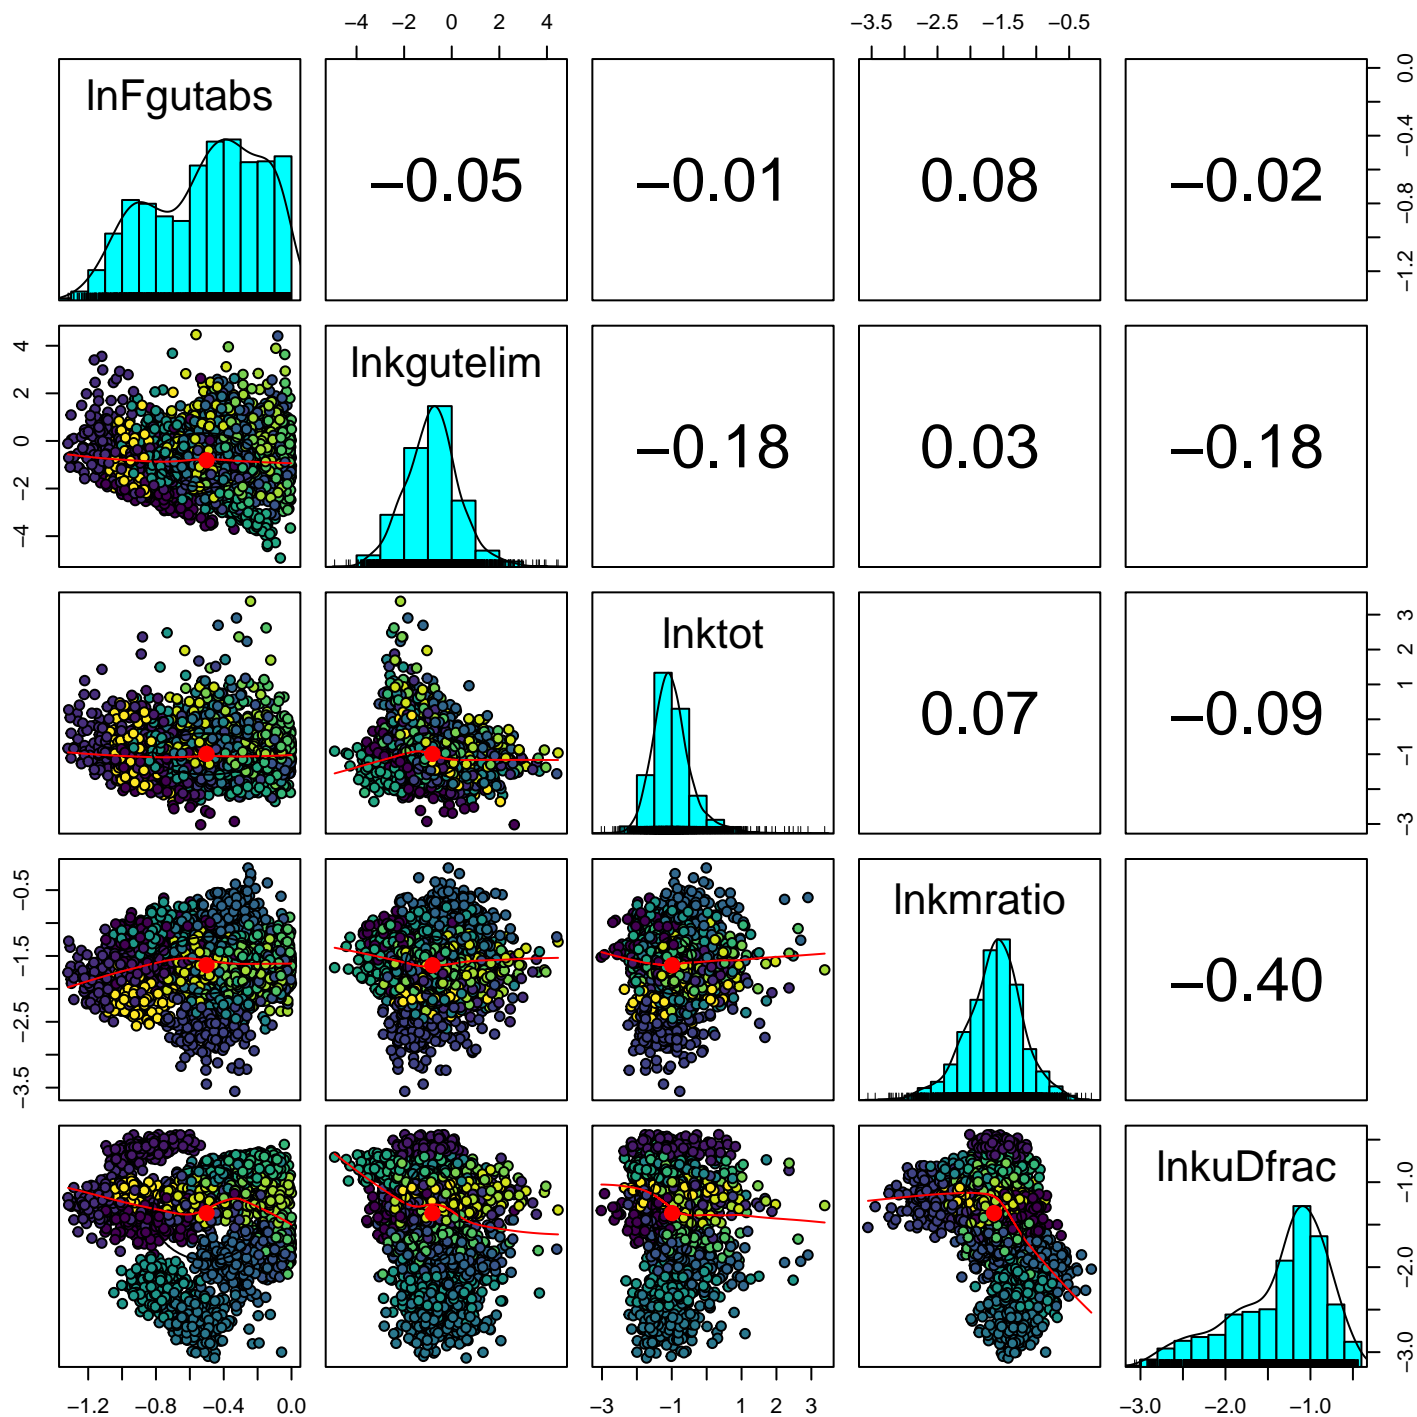 −4 −2 0 2 4 −3.5 −2.5 −1.5 −0.5
lnFgutabs −0.05 −0.01 0.08 −0.02
0.0 −0.4 −0.8 −1.2
4 2 0 −2 −4
lnkgutelim −0.18 0.03 −0.18
lnktot 0.07 −0.09
3 2 1 −1 −3
−0.5 −1.5 −2.5 −3.5
lnkmratio −0.40
lnkuDfrac
−1.0 −2.0 −3.0
−1.2 −0.8 −0.4 0.0 −3 −1 1 2 3 −3.0 −2.0 −1.0